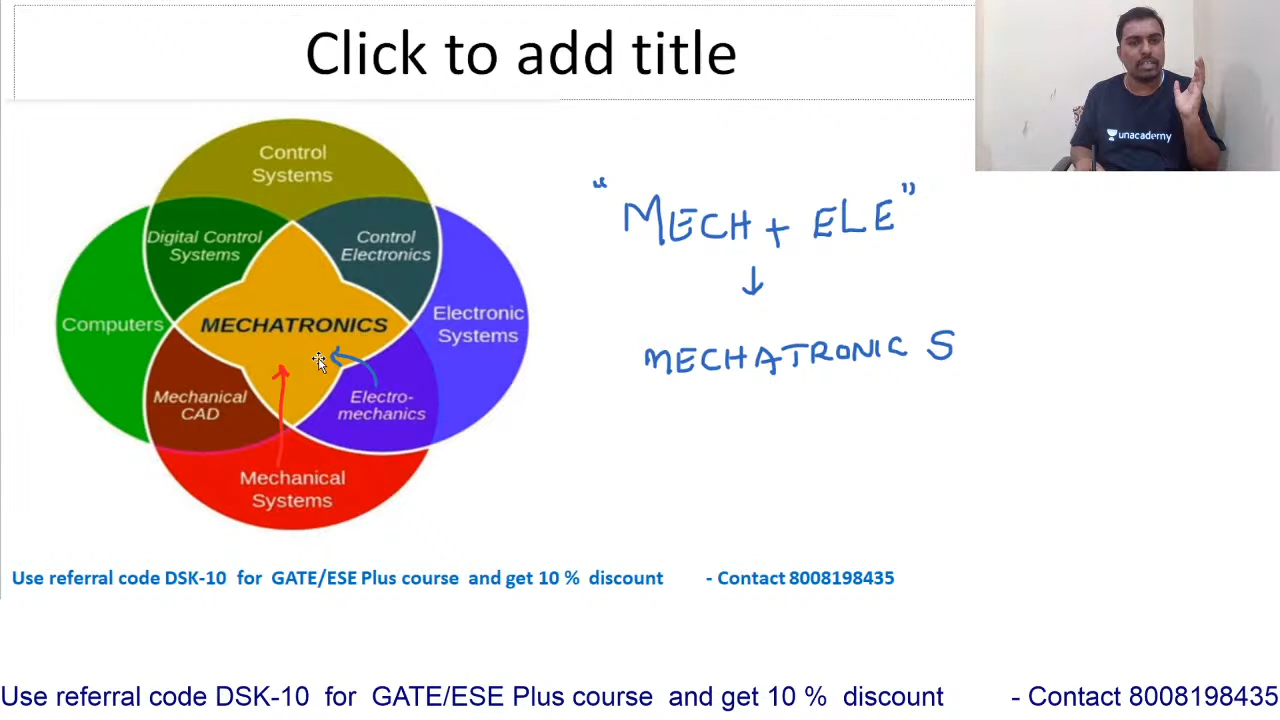 Click to add title
unacademy
Control
Systems
Digital Control
Systems
Control
Electronics
Computers
MECHATRONICS
Electronic
Systems
Mechanical
CAD
Electro-
mechanics
Mechanical
Systems
"MECH + ELE"
↓
MECHATRONIC S
Use referral code DSK-10 for GATE/ESE Plus course and get 10 % discount - Contact 8008198435
Use referral code DSK-10 for GATE/ESE Plus course and get 10 % discount - Contact 8008198435